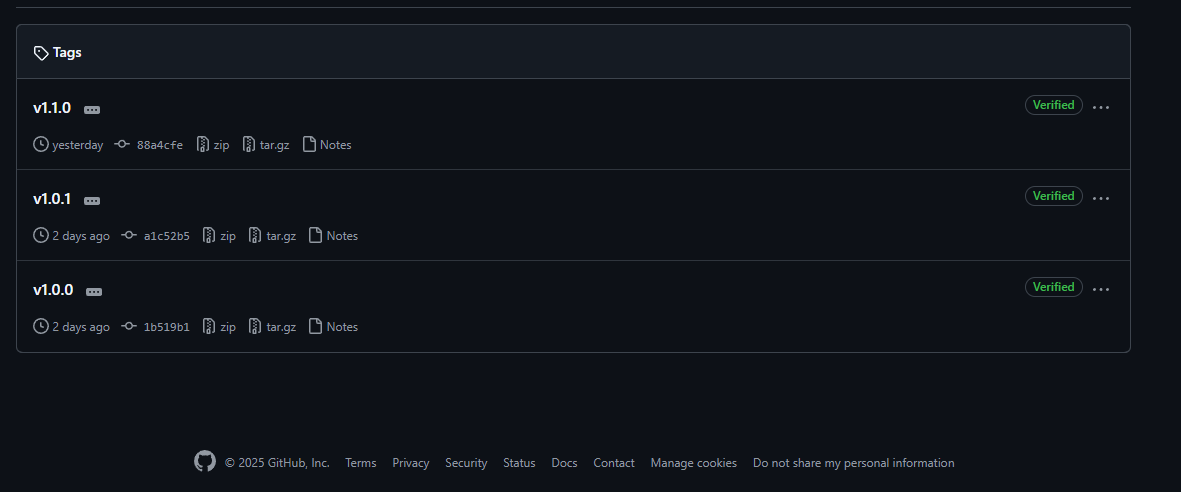 Tags
v1.1.0
Verified
yesterday 88a4cfe zip tar.gz Notes
v1.0.1
Verified
2 days ago a1c52b5 zip tar.gz Notes
v1.0.0
Verified
2 days ago 1b519b1 zip tar.gz Notes
© 2025 GitHub, Inc. Terms Privacy Security Status Docs Contact Manage cookies Do not share my personal information